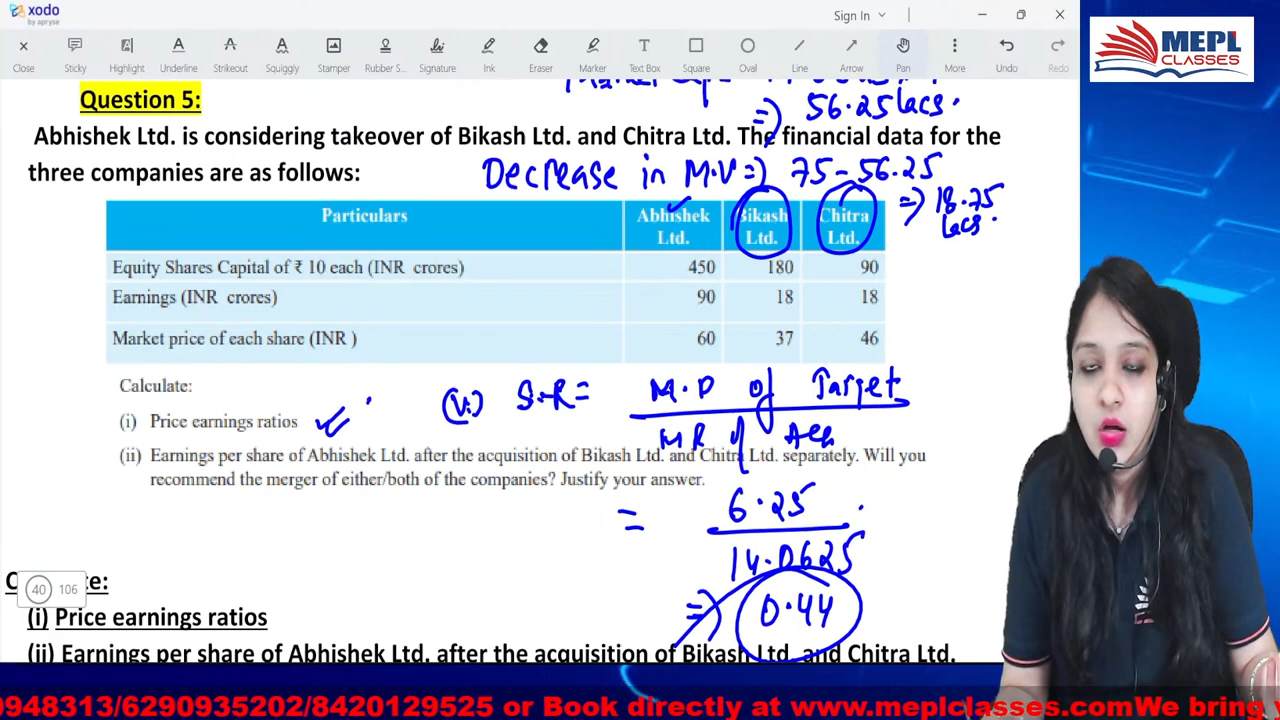 xodo
by apryse
Sign In
Close Sticky Highlight Underline Strikeout Squiggly Stamper Rubber S Signature Eraser Marker Text Box Square Oval Line Arrow Pan More Undo Redo
MEPL
CLASSES
56.25 lacs.
Question 5:
Abhishek Ltd. is considering takeover of Bikash Ltd. and Chitra Ltd. The financial data for the
three companies are as follows:
Decrease in M.V => 75-56.25
=> 18.75
lacs.
Particulars Abhishek Ltd. Bikash Ltd. Chitra Ltd.
Equity Shares Capital of ₹ 10 each (INR crores) 450 180 90
Earnings (INR crores) 90 18 18
Market price of each share (INR ) 60 37 46
Calculate:
(i) Price earnings ratios
(v) S.R = M.P of Target
(ii) Earnings per share of Abhishek Ltd. after the acquisition of Bikash Ltd. and Chitra Ltd. separately. Will you
recommend the merger of either/both of the companies? Justify your answer.
= 6.25
14.0625
=> 0.44
40 106
(i) Price earnings ratios
(ii) Earnings per share of Abhishek Ltd. after the acquisition of Bikash Ltd. and Chitra Ltd.
0948313/6290935202/8420129525 or Book directly at www.meplclasses.comWe bring